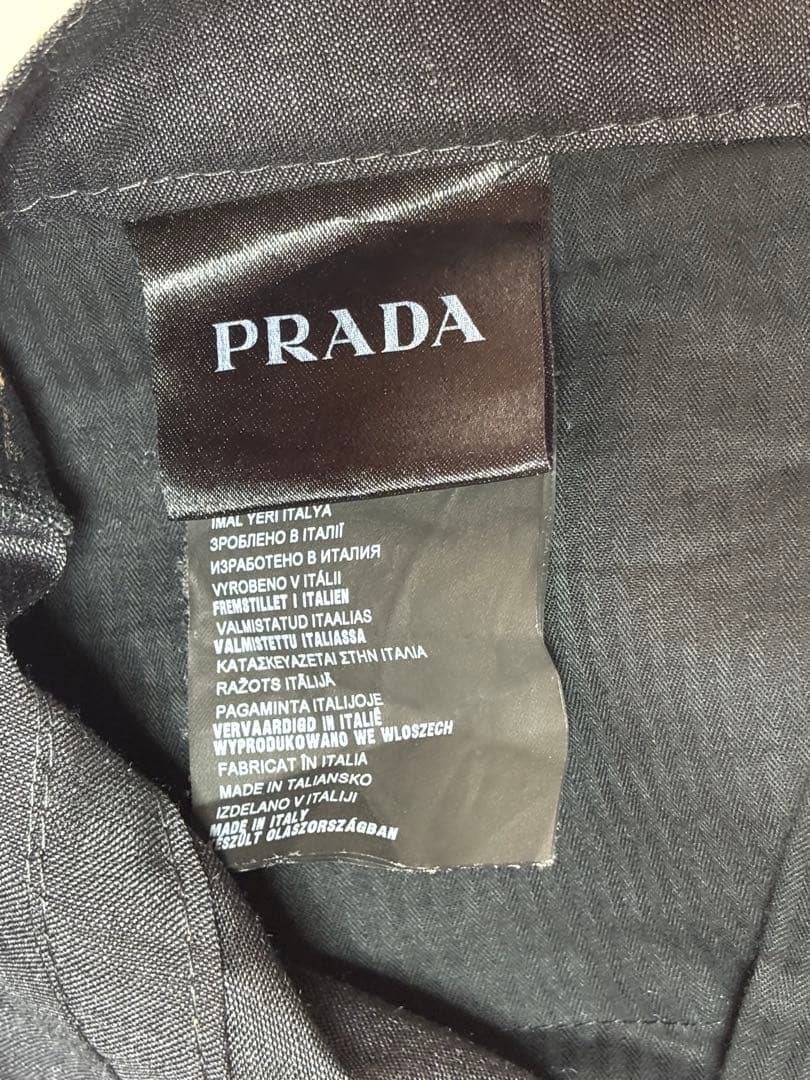 PRADA
IMAL YERI ITALYA
ЗРОБЛЕНО В ІТАЛІЇ
ИЗРАБОТЕНО В ИТАЛИЯ
VYROBENO V ITÁLII
FREMSTILLET I ITALIEN
VALMISTATUD ITAALIAS
VALMISTETTU ITALIASSA
ΚΑΤΑΣΚΕΥΑΖΕΤΑΙ ΣΤΗΝ ΙΤΑΛΙΑ
RAŽOTS ITĀLIJĀ
PAGAMINTA ITALIJOJE
VERVAARDIGD IN ITALIË
WYPRODUKOWANO WE WLOSZECH
FABRICAT ÎN ITALIA
MADE IN TALIANSKO
IZDELANO V ITALIJI
MADE IN ITALY
KÉSZÜLT OLASZORSZÁGBAN